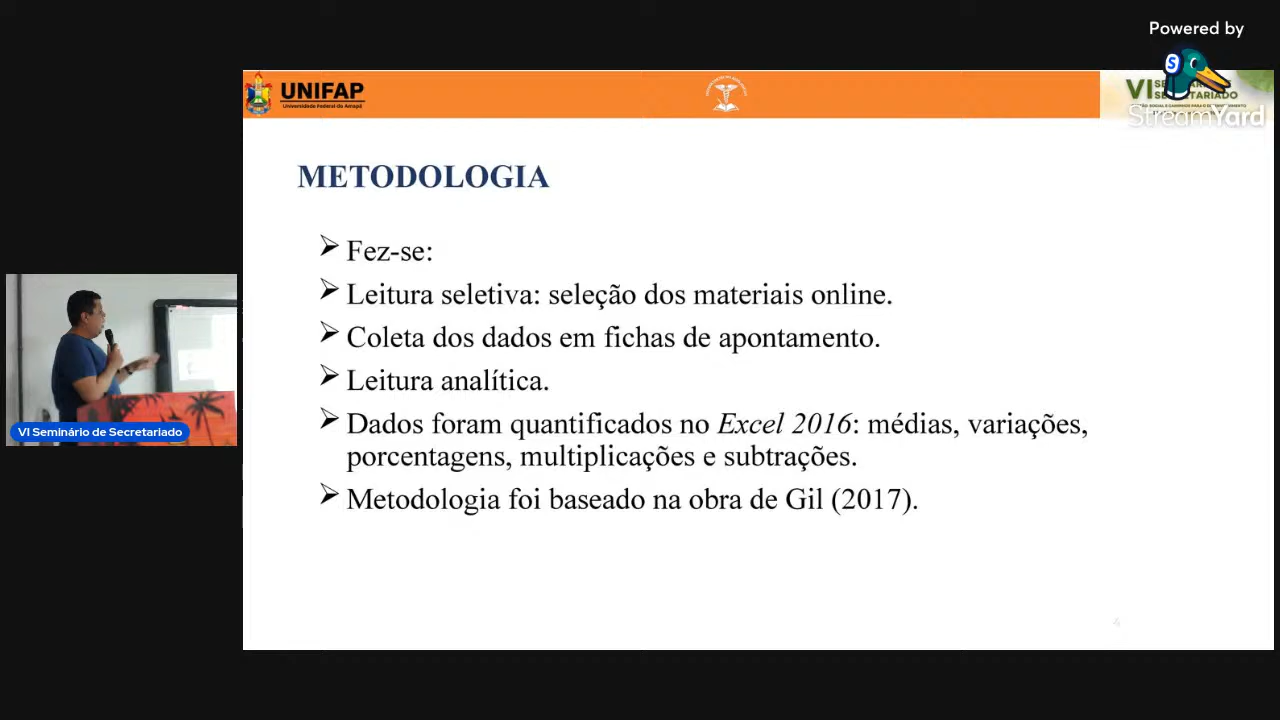 Powered by
StreamYard
UNIFAP
Universidade Federal do Amapá
VI
METODOLOGIA
Fez-se:
Leitura seletiva: seleção dos materiais online.
Coleta dos dados em fichas de apontamento.
Leitura analítica.
Dados foram quantificados no Excel 2016: médias, variações,
porcentagens, multiplicações e subtrações.
Metodologia foi baseado na obra de Gil (2017).
VI Seminário de Secretariado